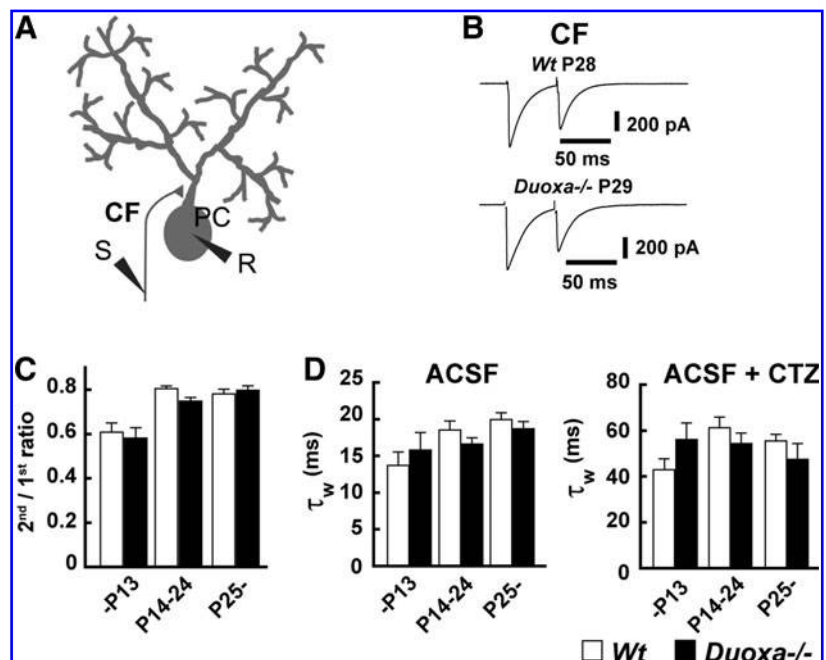 A
CF
PC
S
R
B
CF
Wt P28
200 pA
50 ms
Duoxa-/- P29
200 pA
50 ms
C
2nd / 1st ratio
0.8
0.6
0.4
0.2
0
-P13
P14-24
P25-
D
ACSF
τw (ms)
25
20
15
10
5
0
-P13
P14-24
P25-
ACSF + CTZ
τw (ms)
80
60
40
60
20
0
-P13
P14-24
P25-
Wt
Duoxa-/-